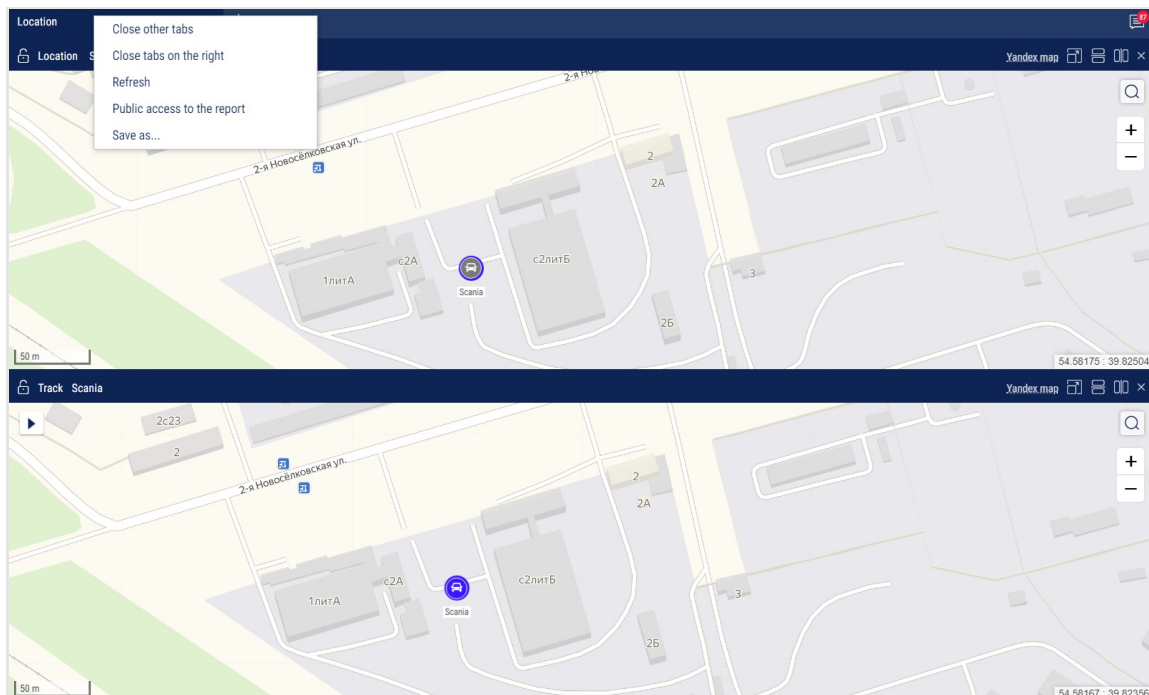 Location
87
Close other tabs
Close tabs on the right
Refresh
Public access to the report
Save as...
Location
Yandex map
2-я Новосёлковская ул.
2
2А
1литА
с2А
с2литБ
3
2Б
Scania
50 m
54.58175 : 39.82504
Track Scania
Yandex map
2с23
2
2-я Новосёлковская ул.
2
2А
1литА
с2А
с2литБ
3
2Б
Scania
50 m
54.58167 : 39.82356